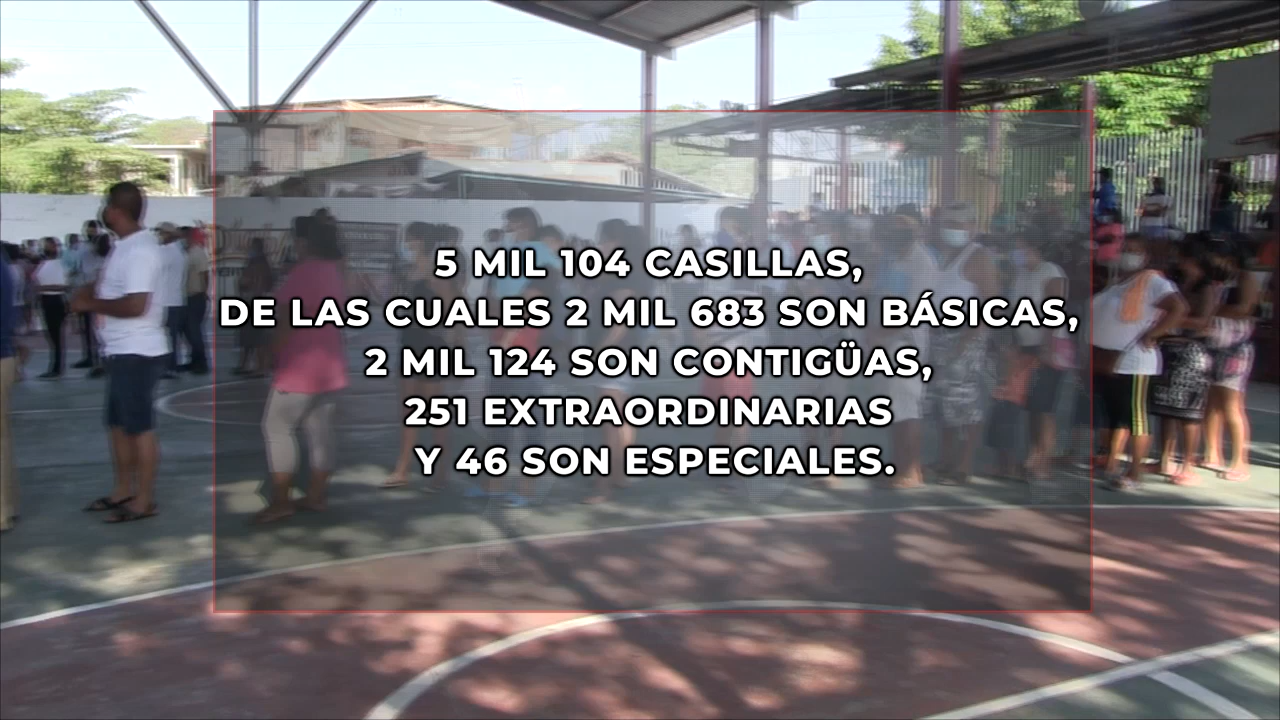 5 MIL 104 CASILLAS,
DE LAS CUALES 2 MIL 683 SON BÁSICAS,
2 MIL 124 SON CONTIGÜAS,
251 EXTRAORDINARIAS
Y 46 SON ESPECIALES.